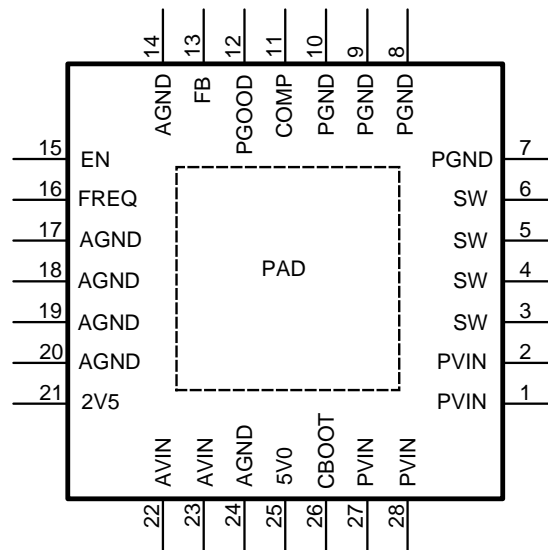 14 13 12 11 10 9 8
AGND FB PGOOD COMP PGND PGND PGND
15 EN PGND 7
16 FREQ SW 6
17 AGND SW 5
18 AGND PAD SW 4
19 AGND SW 3
20 AGND PVIN 2
21 2V5 PVIN 1
AVIN AVIN AGND 5V0 CBOOT PVIN PVIN
22 23 24 25 26 27 28